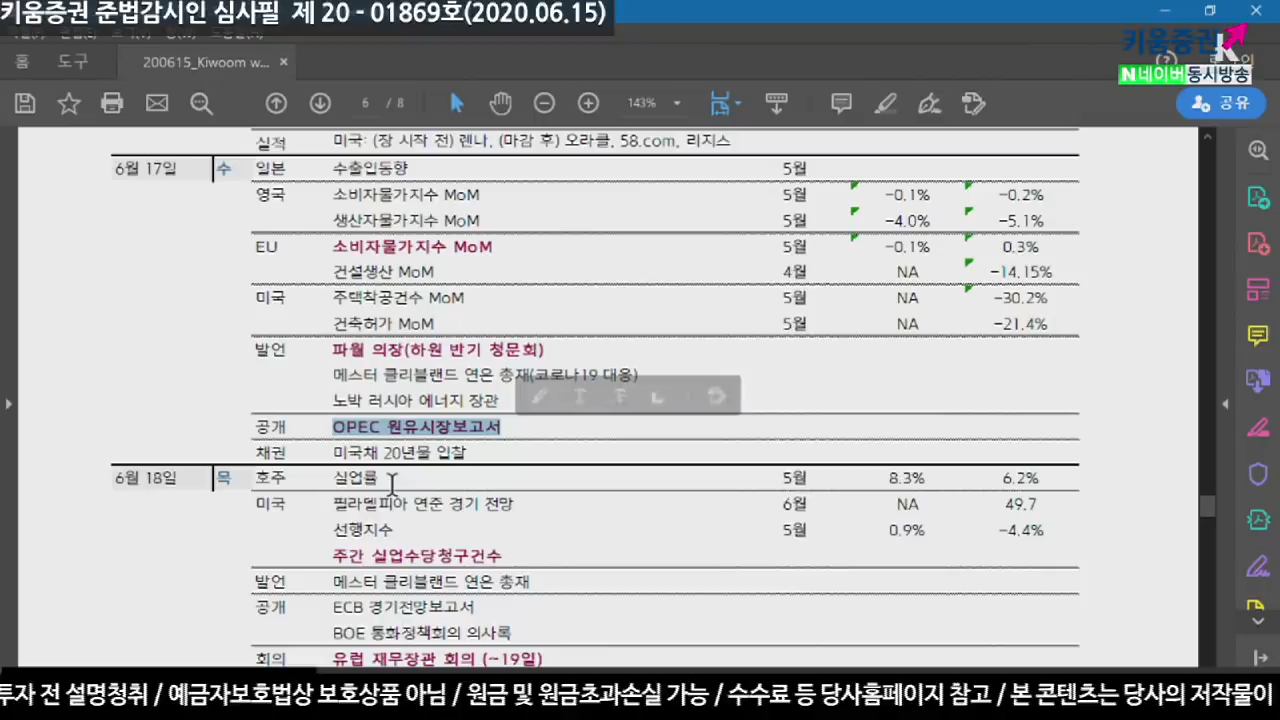 키움증권 준법감시인 심사필 제 20 - 01869호(2020.06.15)
키움증권
N네이버 동시방송
홈 도구 200615_Kiwoom w... ×
6 / 8 143% 공유
실적 미국: (장 시작 전) 렌나, (마감 후) 오라클, 58.com, 리지스
6월 17일 수 일본 수출입동향 5월
영국 소비자물가지수 MoM 5월 -0.1% -0.2%
생산자물가지수 MoM 5월 -4.0% -5.1%
EU 소비자물가지수 MoM 5월 -0.1% 0.3%
건설생산 MoM 4월 NA -14.15%
미국 주택착공건수 MoM 5월 NA -30.2%
건축허가 MoM 5월 NA -21.4%
발언 파월 의장(하원 반기 청문회)
메스터 클리블랜드 연은 총재(코로나19 대응)
노박 러시아 에너지 장관
공개 OPEC 원유시장보고서
채권 미국채 20년물 입찰
6월 18일 목 호주 실업률 5월 8.3% 6.2%
미국 필라델피아 연준 경기 전망 6월 NA 49.7
선행지수 5월 0.9% -4.4%
주간 실업수당청구건수
발언 메스터 클리블랜드 연은 총재
공개 ECB 경기전망보고서
BOE 통화정책회의 의사록
회의 유럽 재무장관 회의 (~19일)
투자 전 설명청취 / 예금자보호법상 보호상품 아님 / 원금 및 원금초과손실 가능 / 수수료 등 당사홈페이지 참고 / 본 콘텐츠는 당사의 저작물이